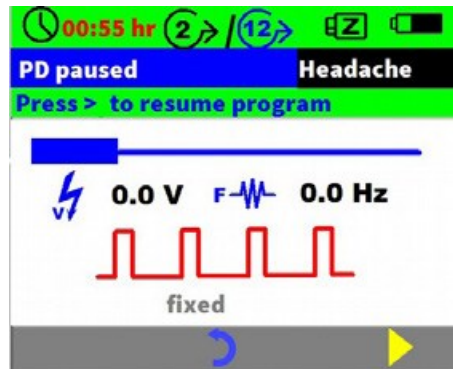 00:55 hr 2 / 12 Z
PD paused Headache
Press > to resume program
V 0.0 V F 0.0 Hz
fixed